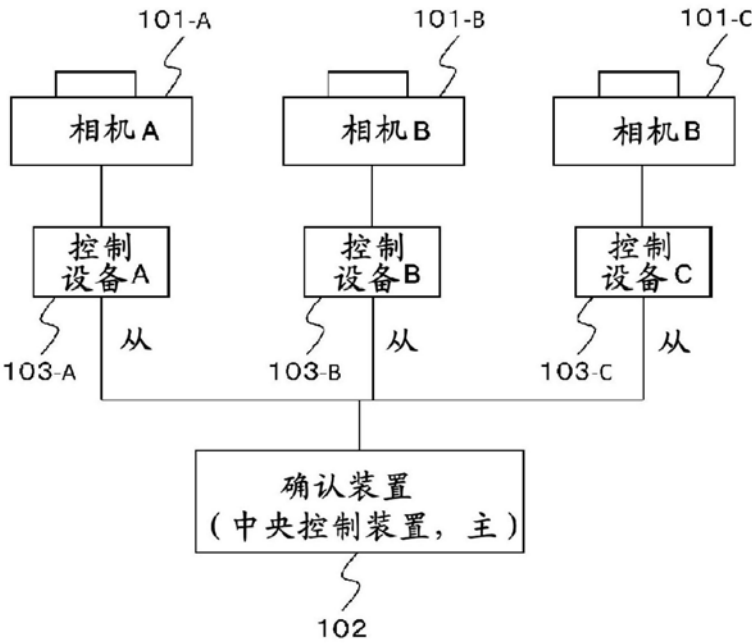 101-A
101-B
101-C
相机A
相机B
相机B
控制
设备A
控制
设备B
控制
设备C
从
从
从
103-A
103-B
103-C
确认装置
(中央控制装置，主)
102